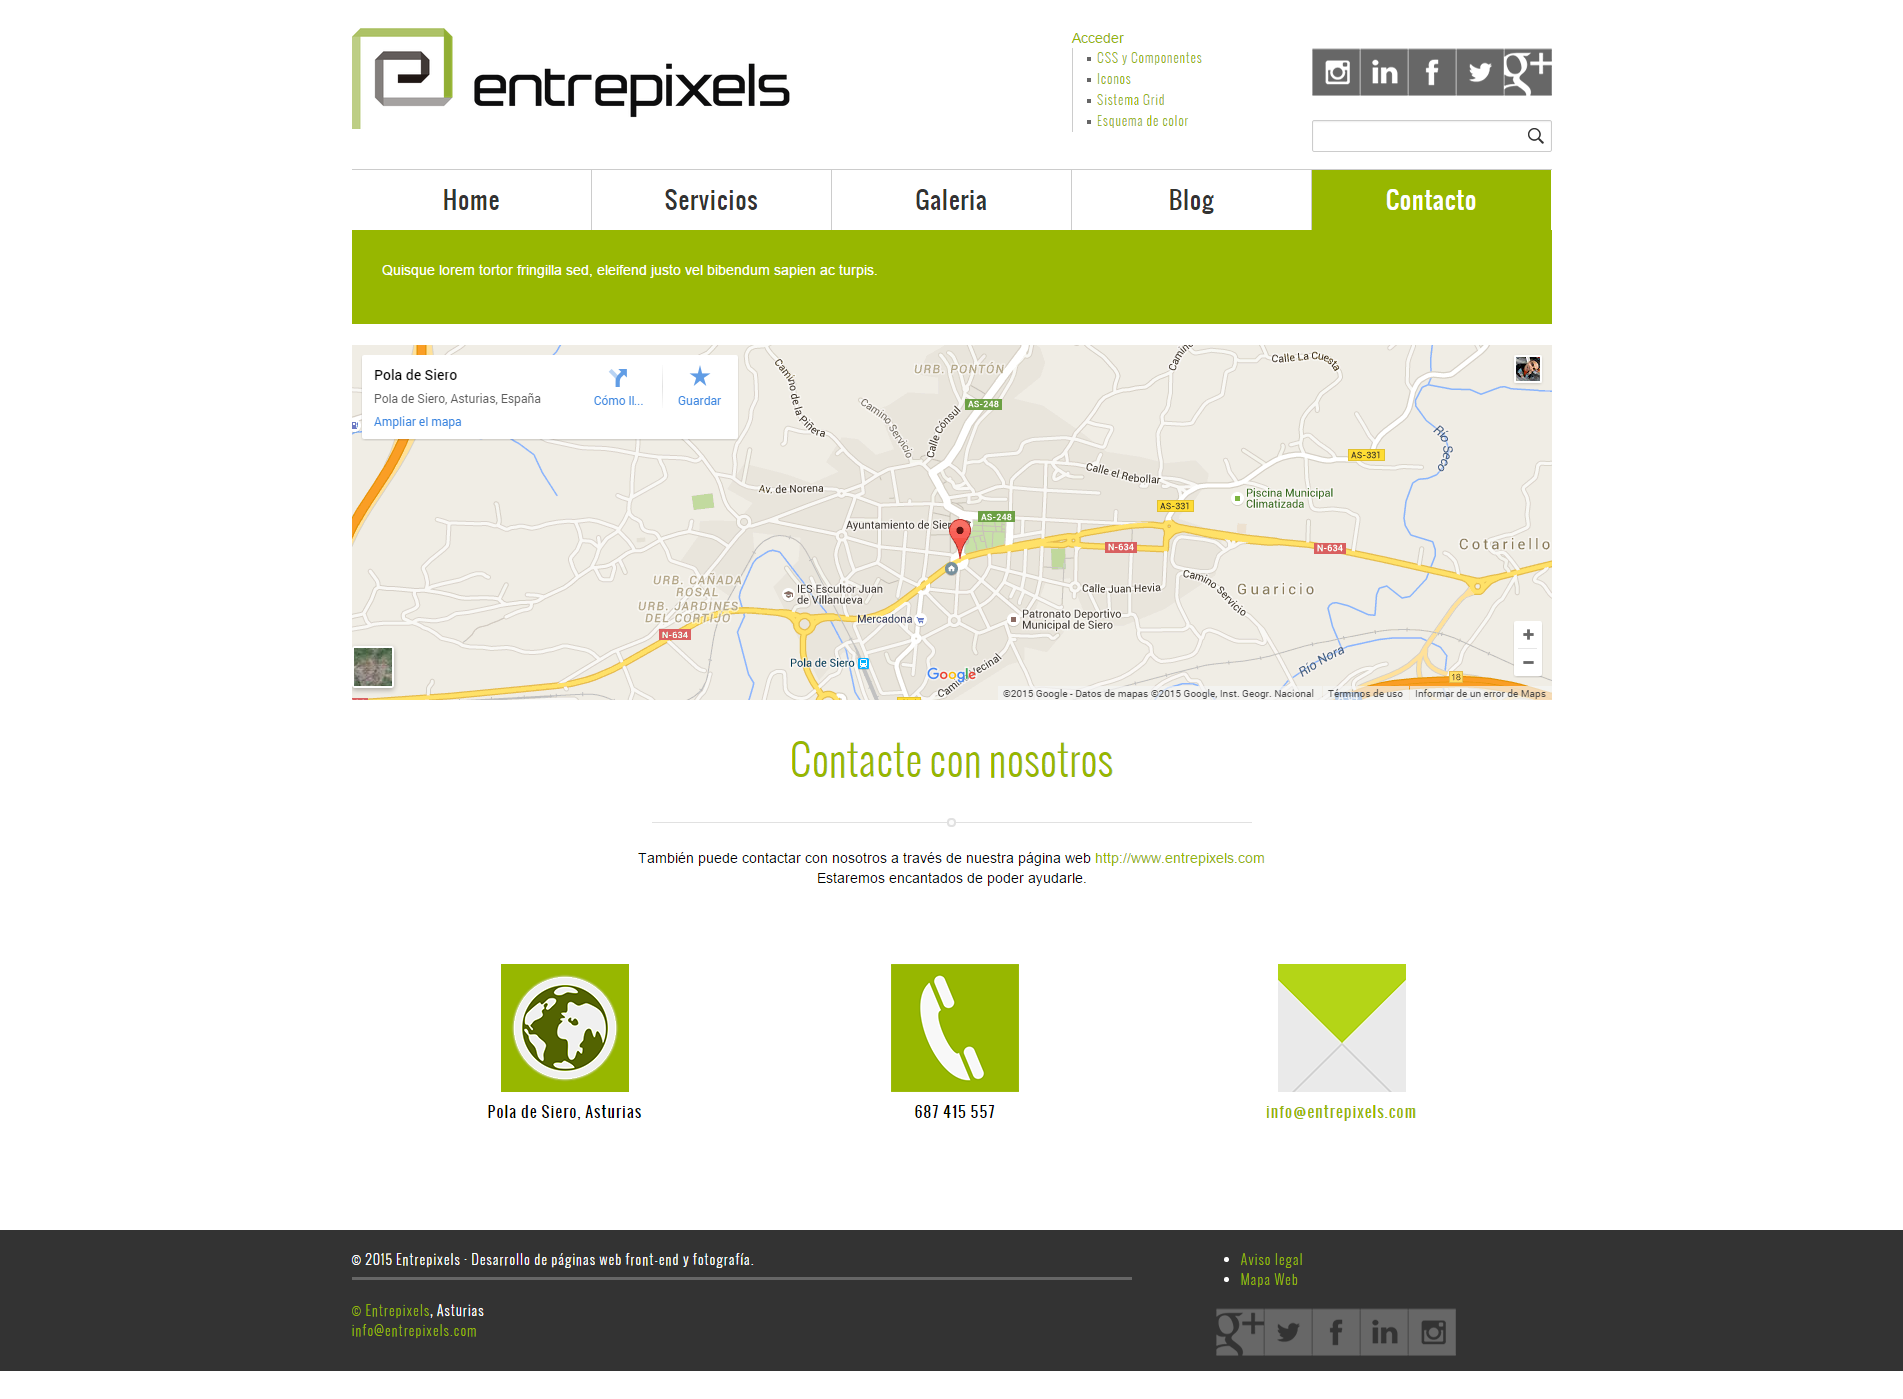 entrepixels
Acceder
CSS y Componentes
Iconos
Sistema Grid
Esquema de color
Home
Servicios
Galeria
Blog
Contacto
Quisque lorem tortor fringilla sed, eleifend justo vel bibendum sapien ac turpis.
Pola de Siero
Pola de Siero, Asturias, España
Ampliar el mapa
Cómo ll...
Guardar
Camino de la Piñera
Camino Servicio
Calle Cónsul
URB. PONTÓN
AS-248
Calle La Cuesta
AS-331
Río Seco
Calle el Rebollar
Av. de Norena
Piscina Municipal
Climatizada
AS-331
Ayuntamiento de Siero
AS-248
N-634
N-634
Cotariello
URB. CAÑADA
ROSAL
URB. JARDINES
DEL CORTIJO
IES Escultor Juan
de Villanueva
Calle Juan Hevia
Camino Servicio
Guaricio
Mercadona
Patronato Deportivo
Municipal de Siero
N-634
Pola de Siero
Google
Río Nora
18
©2015 Google - Datos de mapas ©2015 Google, Inst. Geogr. Nacional
Términos de uso
Informar de un error de Maps
Contacte con nosotros
También puede contactar con nosotros a través de nuestra página web http://www.entrepixels.com
Estaremos encantados de poder ayudarle.
Pola de Siero, Asturias
687 415 557
info@entrepixels.com
© 2015 Entrepixels - Desarrollo de páginas web front-end y fotografía.
© Entrepixels, Asturias
info@entrepixels.com
Aviso legal
Mapa Web